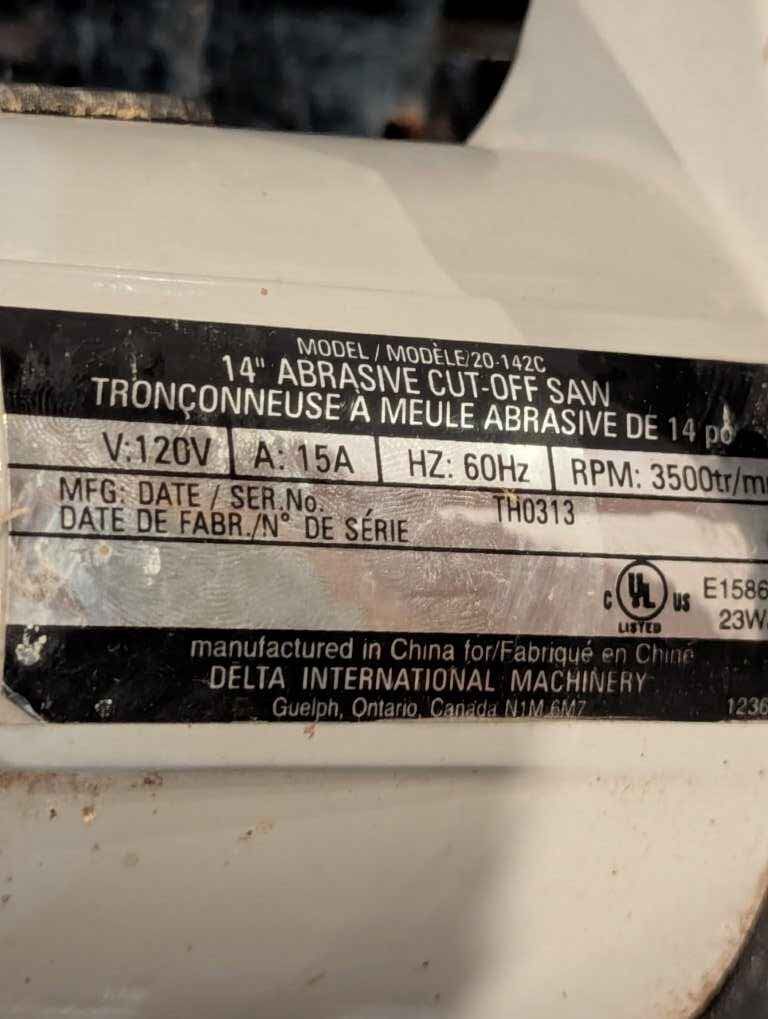 MODEL / MODÈLE/20-142C
14" ABRASIVE CUT-OFF SAW
TRONÇONNEUSE À MEULE ABRASIVE DE 14 po
V:120V A: 15A HZ: 60Hz RPM: 3500tr/m
MFG: DATE / SER.No. TH0313
DATE DE FABR./N° DE SÉRIE
C UL US E1586
LISTED 23W
manufactured in China for/Fabriqué en Chine
DELTA INTERNATIONAL MACHINERY
Guelph, Ontario, Canada N1M 6M7 1236